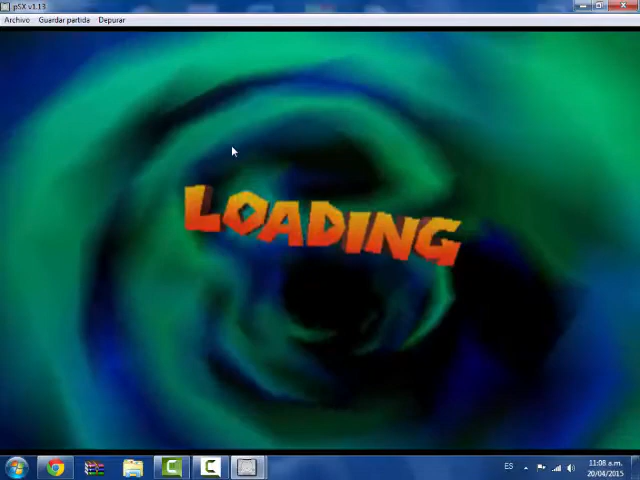 pSX v1.13
Archivo Guardar partida Depurar
LOADING
ES
11:08 a.m.
20/04/2015